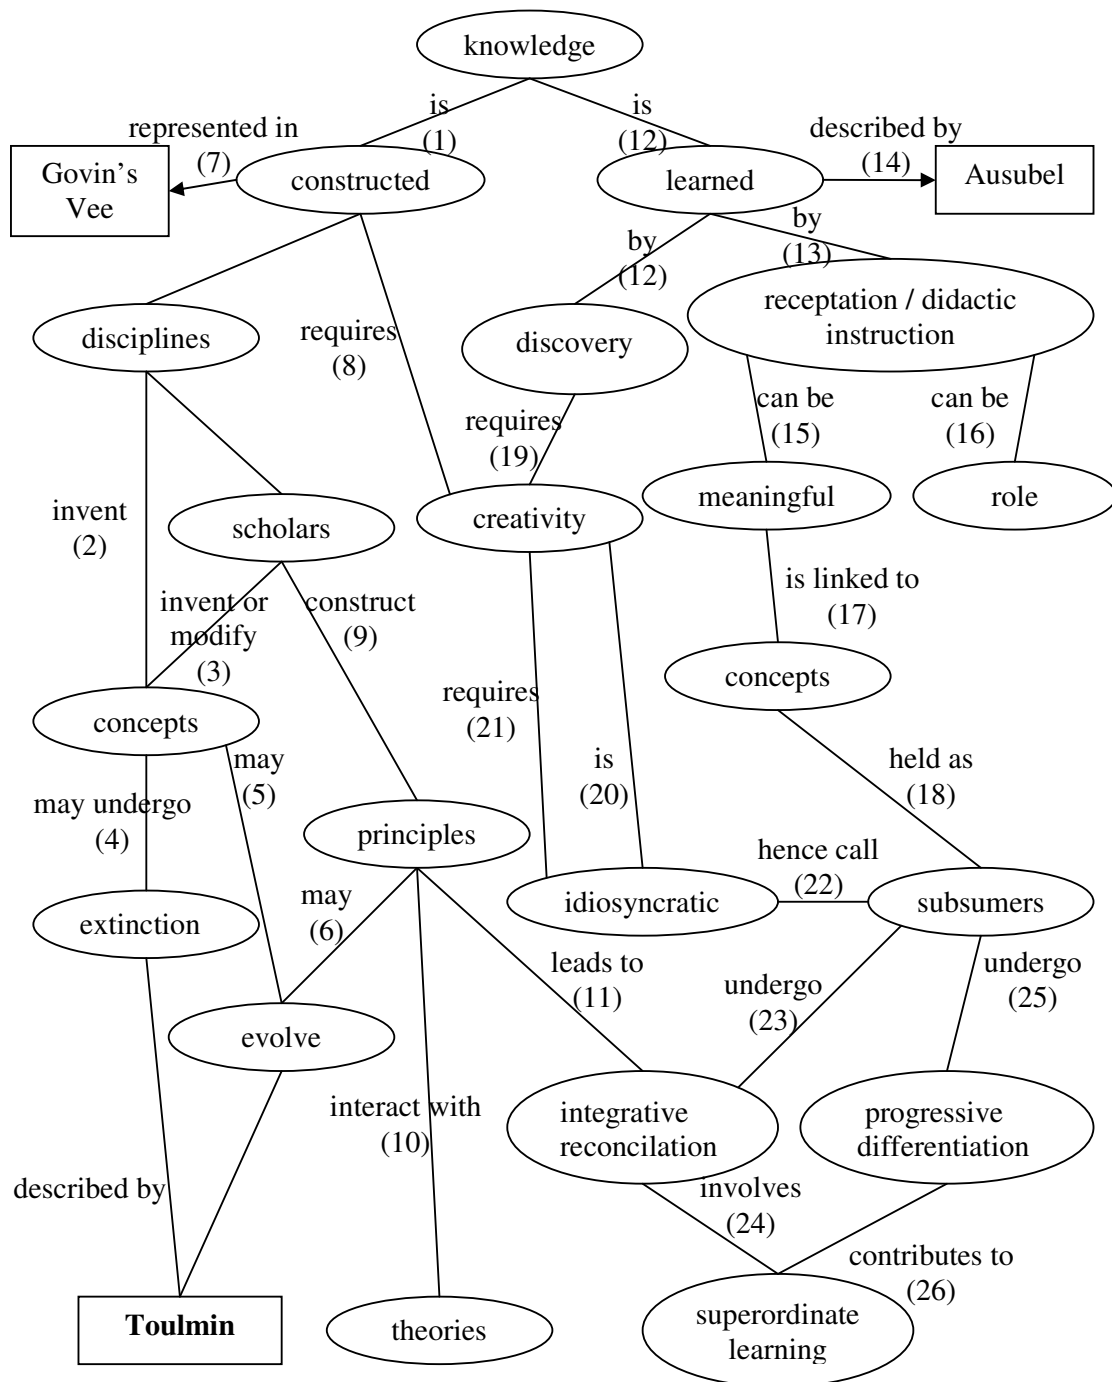 knowledge
is
(1)
is
(12)
represented in
(7)
described by
(14)
Govin's
Vee
constructed
learned
Ausubel
by
(12)
by
(13)
receptation / didactic
instruction
disciplines
requires
(8)
discovery
can be
(15)
can be
(16)
requires
(19)
invent
(2)
scholars
creativity
meaningful
role
invent or
modify
(3)
construct
(9)
is linked to
(17)
concepts
concepts
requires
(21)
may
(5)
is
(20)
held as
(18)
may undergo
(4)
principles
hence call
(22)
extinction
may
(6)
idiosyncratic
subsumers
leads to
(11)
undergo
(23)
undergo
(25)
evolve
interact with
(10)
integrative
reconcilation
progressive
differentiation
described by
involves
(24)
contributes to
(26)
Toulmin
theories
superordinate
learning